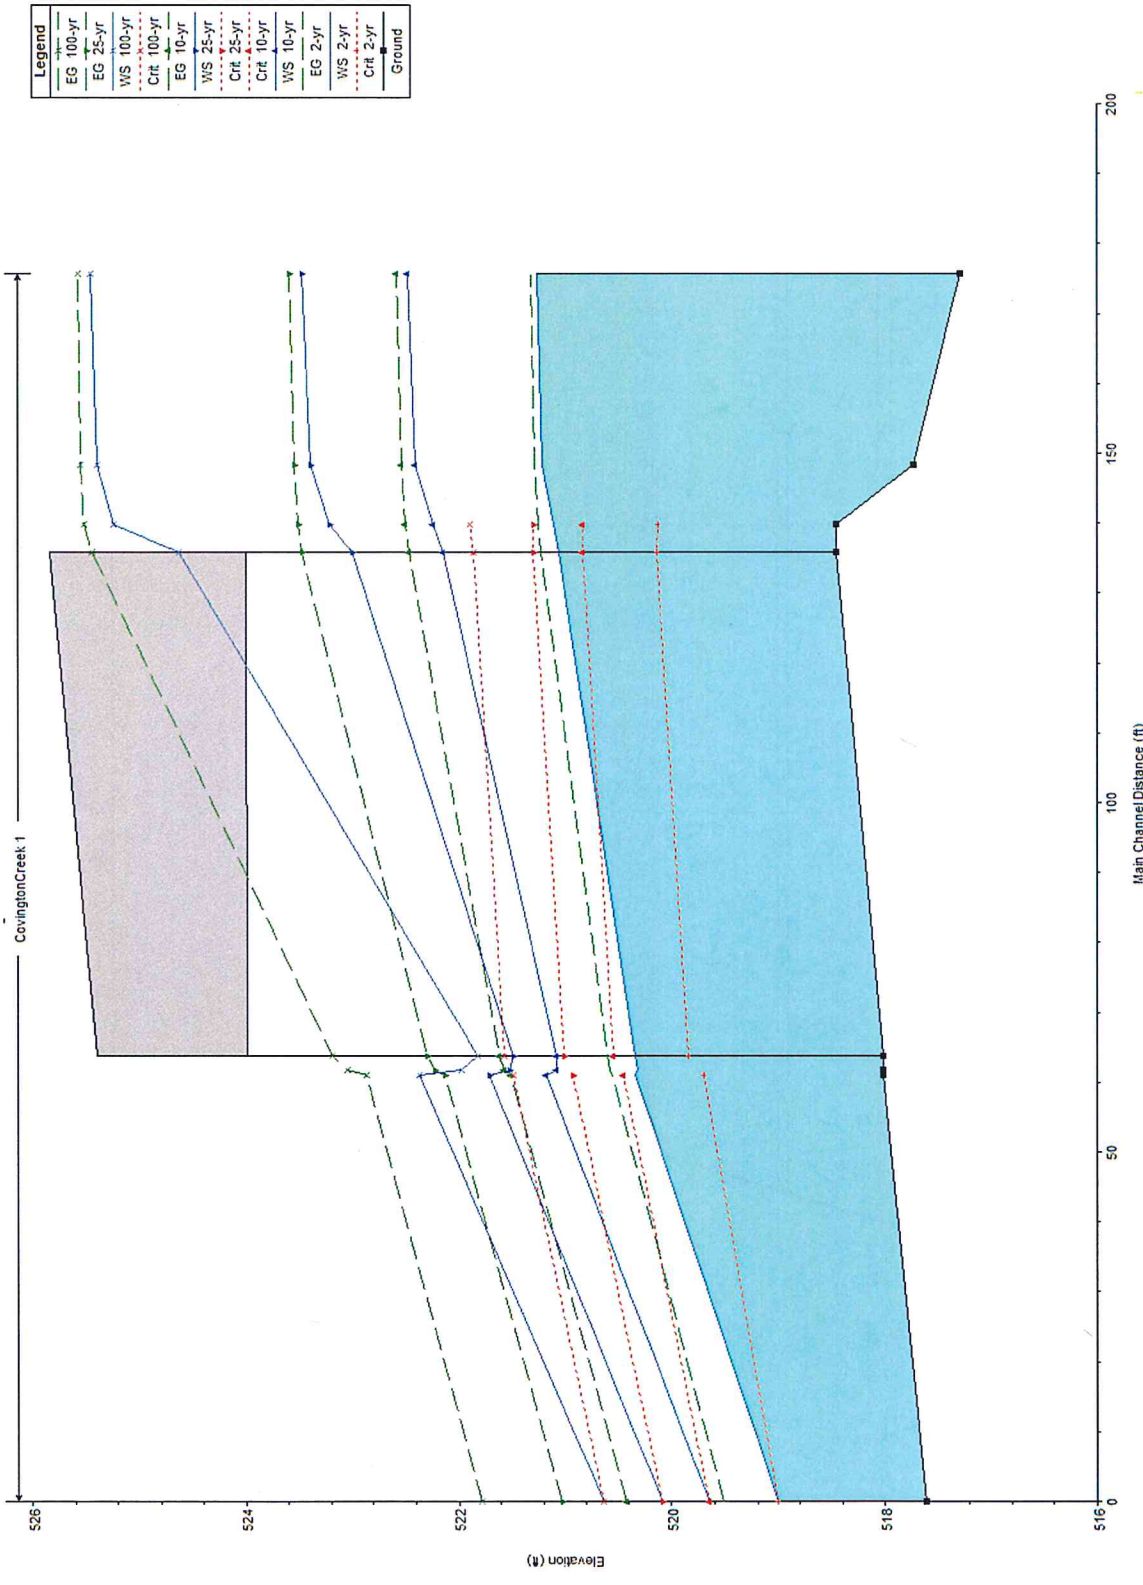 CovingtonCreek 1
Legend
EG 100-yr
EG 25-yr
WS 100-yr
Crit 100-yr
EG 10-yr
WS 25-yr
Crit 25-yr
Crit 10-yr
WS 10-yr
EG 2-yr
WS 2-yr
Crit 2-yr
Ground
526
524
522
520
518
516
Elevation (ft)
0
50
100
150
200
Main Channel Distance (ft)